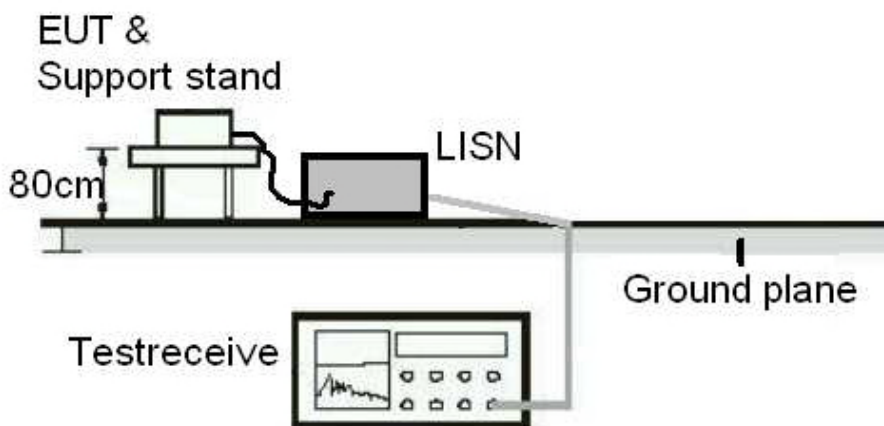 EUT &
Support stand
LISN
80cm
Ground plane
Testreceive